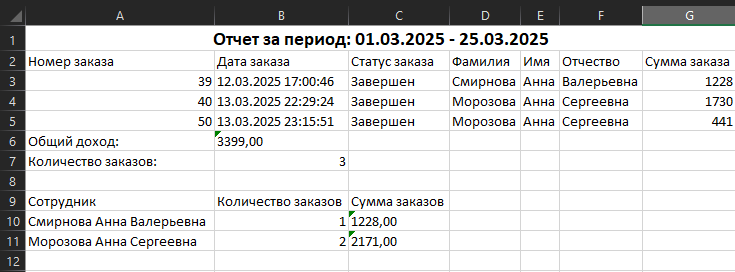 A B C D E F G
1 Отчет за период: 01.03.2025 - 25.03.2025
2 Номер заказа Дата заказа Статус заказа Фамилия Имя Отчество Сумма заказа
3 39 12.03.2025 17:00:46 Завершен Смирнова Анна Валерьевна 1228
4 40 13.03.2025 22:29:24 Завершен Морозова Анна Сергеевна 1730
5 50 13.03.2025 23:15:51 Завершен Морозова Анна Сергеевна 441
6 Общий доход: 3399,00
7 Количество заказов: 3
8
9 Сотрудник Количество заказов Сумма заказов
10 Смирнова Анна Валерьевна 1 1228,00
11 Морозова Анна Сергеевна 2 2171,00
12